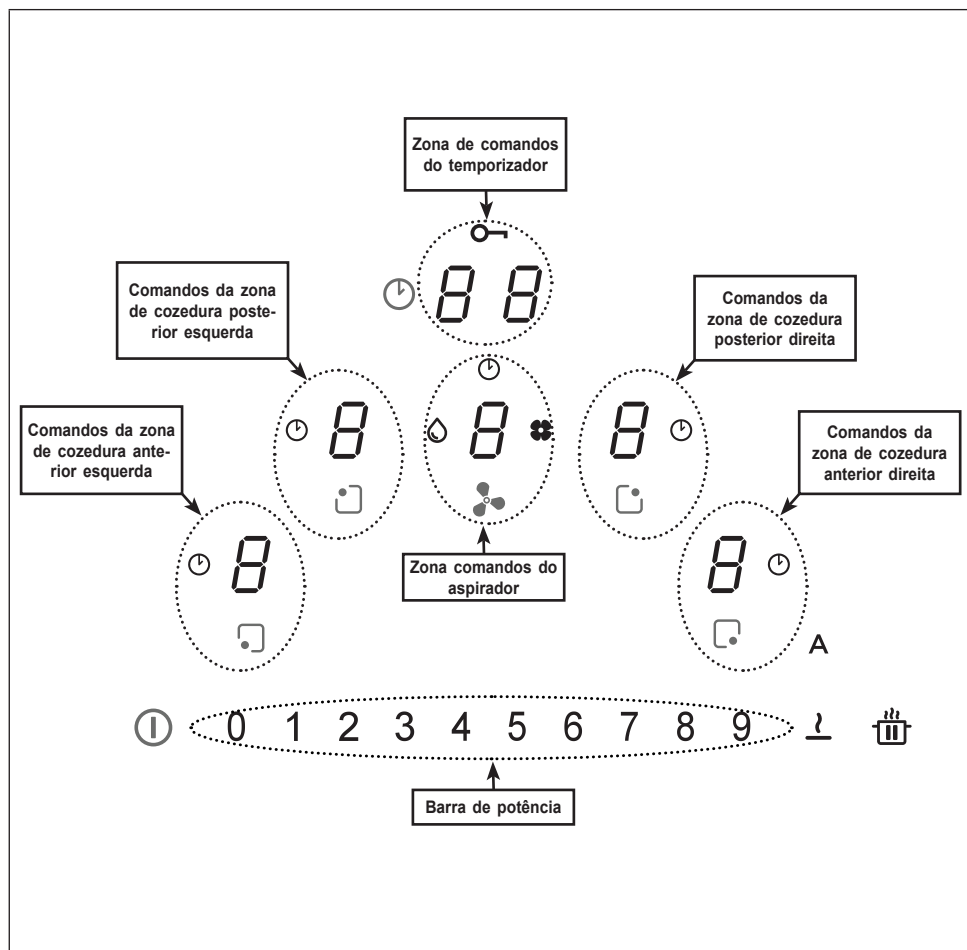 Zona de comandos
do temporizador
8 8
Comandos da zona
de cozedura poste-
rior esquerda
Comandos da
zona de cozedura
posterior direita
8
8
8
Comandos da zona
de cozedura ante-
rior esquerda
Comandos da
zona de cozedura
anterior direita
8
8
Zona comandos do
aspirador
A
0 1 2 3 4 5 6 7 8 9
Barra de potência